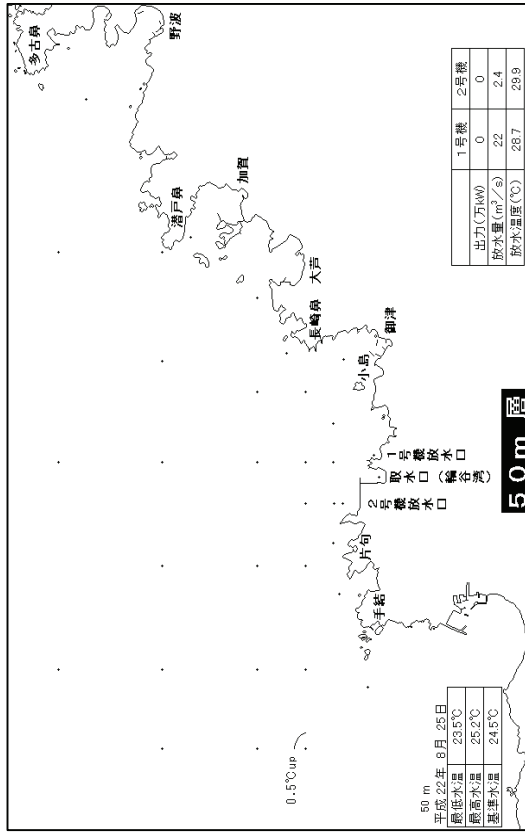 多古鼻
野波
潜戸鼻
加賀
大芦
長崎鼻
御津
小島
1号機放水口
取水口(輪谷湾)
2号機放水口
片句
手結
0.5℃up
1号機 2号機
出力(万kW) 0 0
放水量(m³/s) 22 2.4
放水温度(℃) 28.7 29.9
50m層
50 m
平成22年 8月 25日
最低水温 23.5℃
最高水温 25.2℃
基準水温 24.5℃